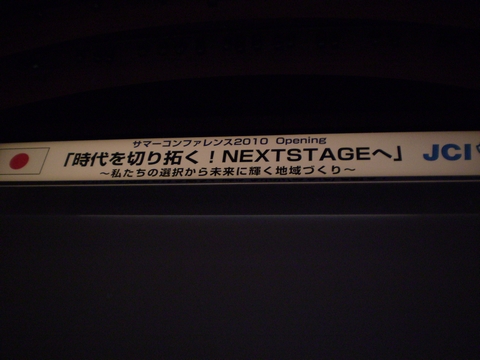 サマーコンファレンス2010 Opening
「時代を切り拓く！NEXTSTAGEへ」
～私たちの選択から未来に輝く地域づくり～
JCI